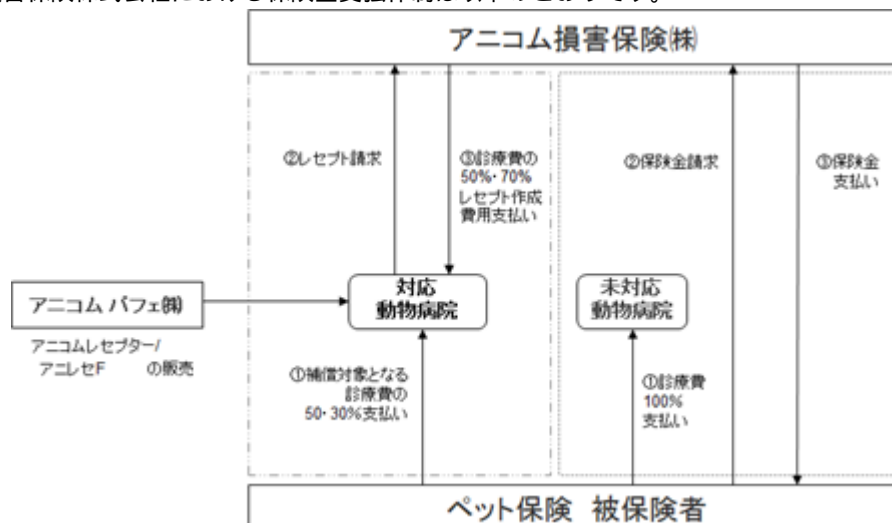 アニコム損害保険㈱
②レセプト請求
③診療費の
50%・70%
レセプト作成
費用支払い
②保険金請求
③保険金
支払い
対応
動物病院
未対応
動物病院
アニコム パフェ㈱
アニコムレセプター/
アニレセF の販売
①補償対象となる
診療費の
50・30%支払い
①診療費
100%
支払い
ペット保険 被保険者